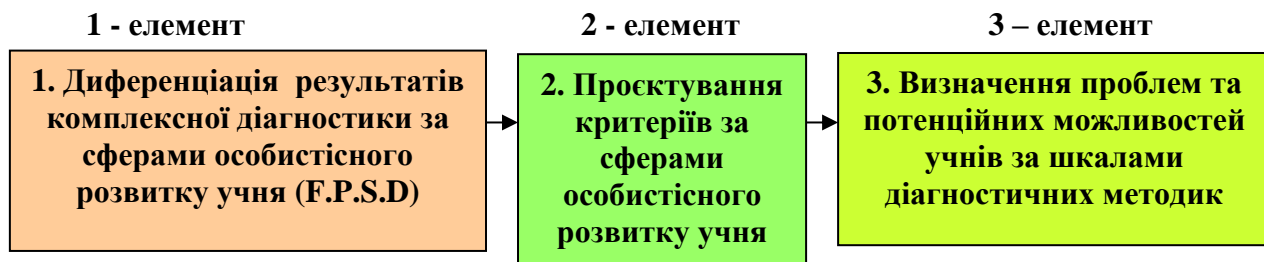 1 - елемент
2 - елемент
3 – елемент
1. Диференціація результатів
комплексної діагностики за
сферами особистісного
розвитку учня (F.P.S.D)
2. Проєктування
критеріїв за
сферами
особистісного
розвитку учня
3. Визначення проблем та
потенційних можливостей
учнів за шкалами
діагностичних методик